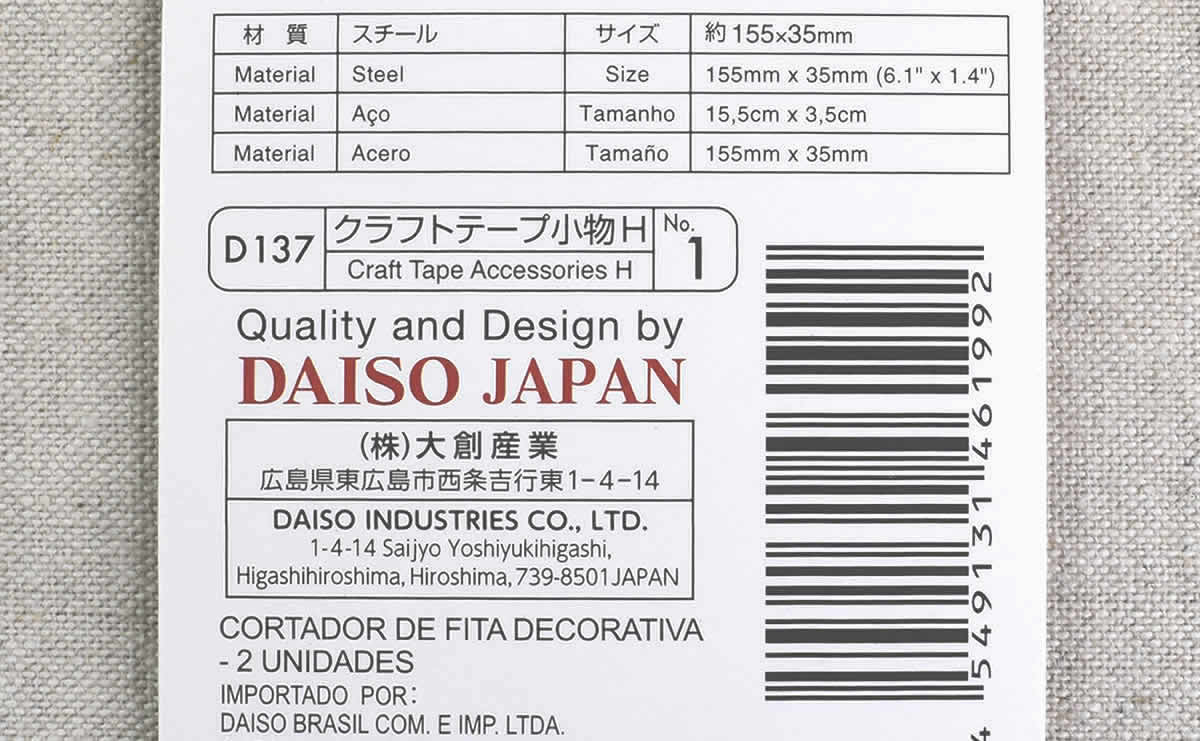 材 質 スチール サイズ 約155×35mm
Material Steel Size 155mm x 35mm (6.1" x 1.4")
Material Aço Tamanho 15,5cm x 3,5cm
Material Acero Tamaño 155mm x 35mm
D137 クラフトテープ小物H No. 1
Craft Tape Accessories H
Quality and Design by
DAISO JAPAN
(株)大創産業
広島県東広島市西条吉行東1-4-14
DAISO INDUSTRIES CO., LTD.
1-4-14 Saijyo Yoshiyukihigashi,
Higashihiroshima, Hiroshima, 739-8501 JAPAN
CORTADOR DE FITA DECORATIVA
- 2 UNIDADES
IMPORTADO POR:
DAISO BRASIL COM. E IMP. LTDA.
4 549131 461992